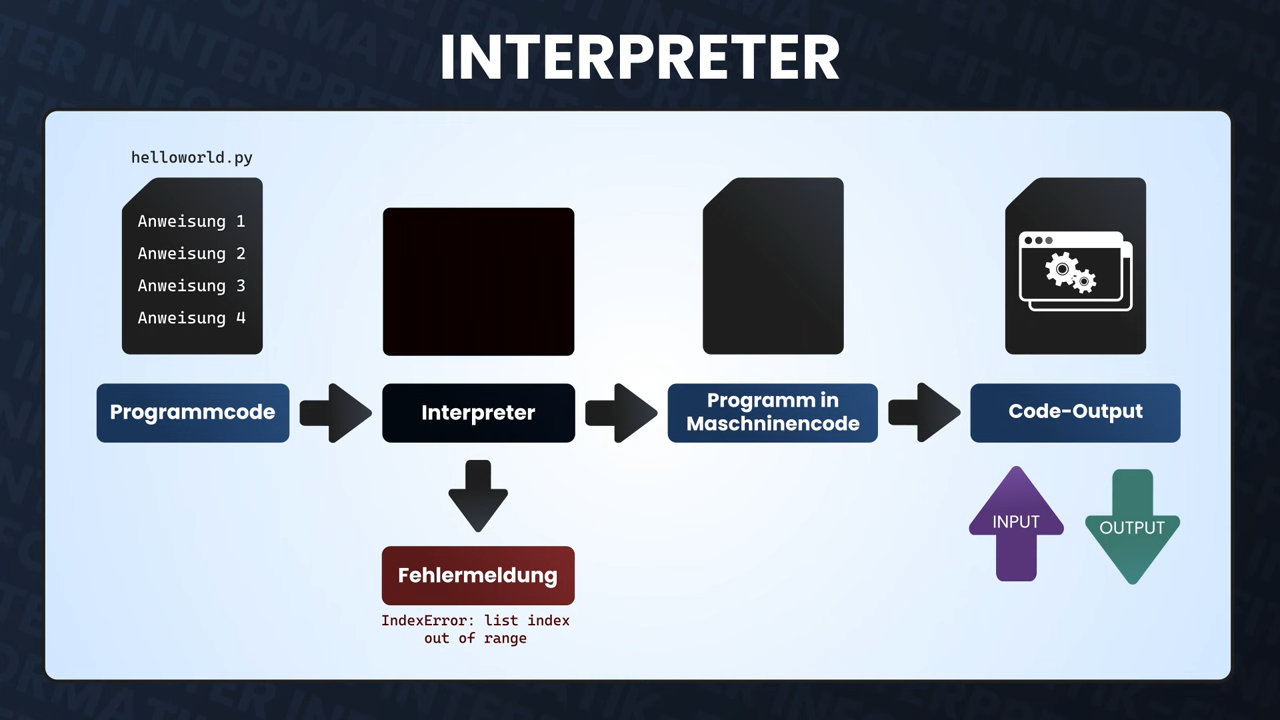 INTERPRETER
helloworld.py
Anweisung 1
Anweisung 2
Anweisung 3
Anweisung 4
Programmcode
Interpreter
Programm in
Maschninencode
Code-Output
INPUT
OUTPUT
Fehlermeldung
IndexError: list index
out of range